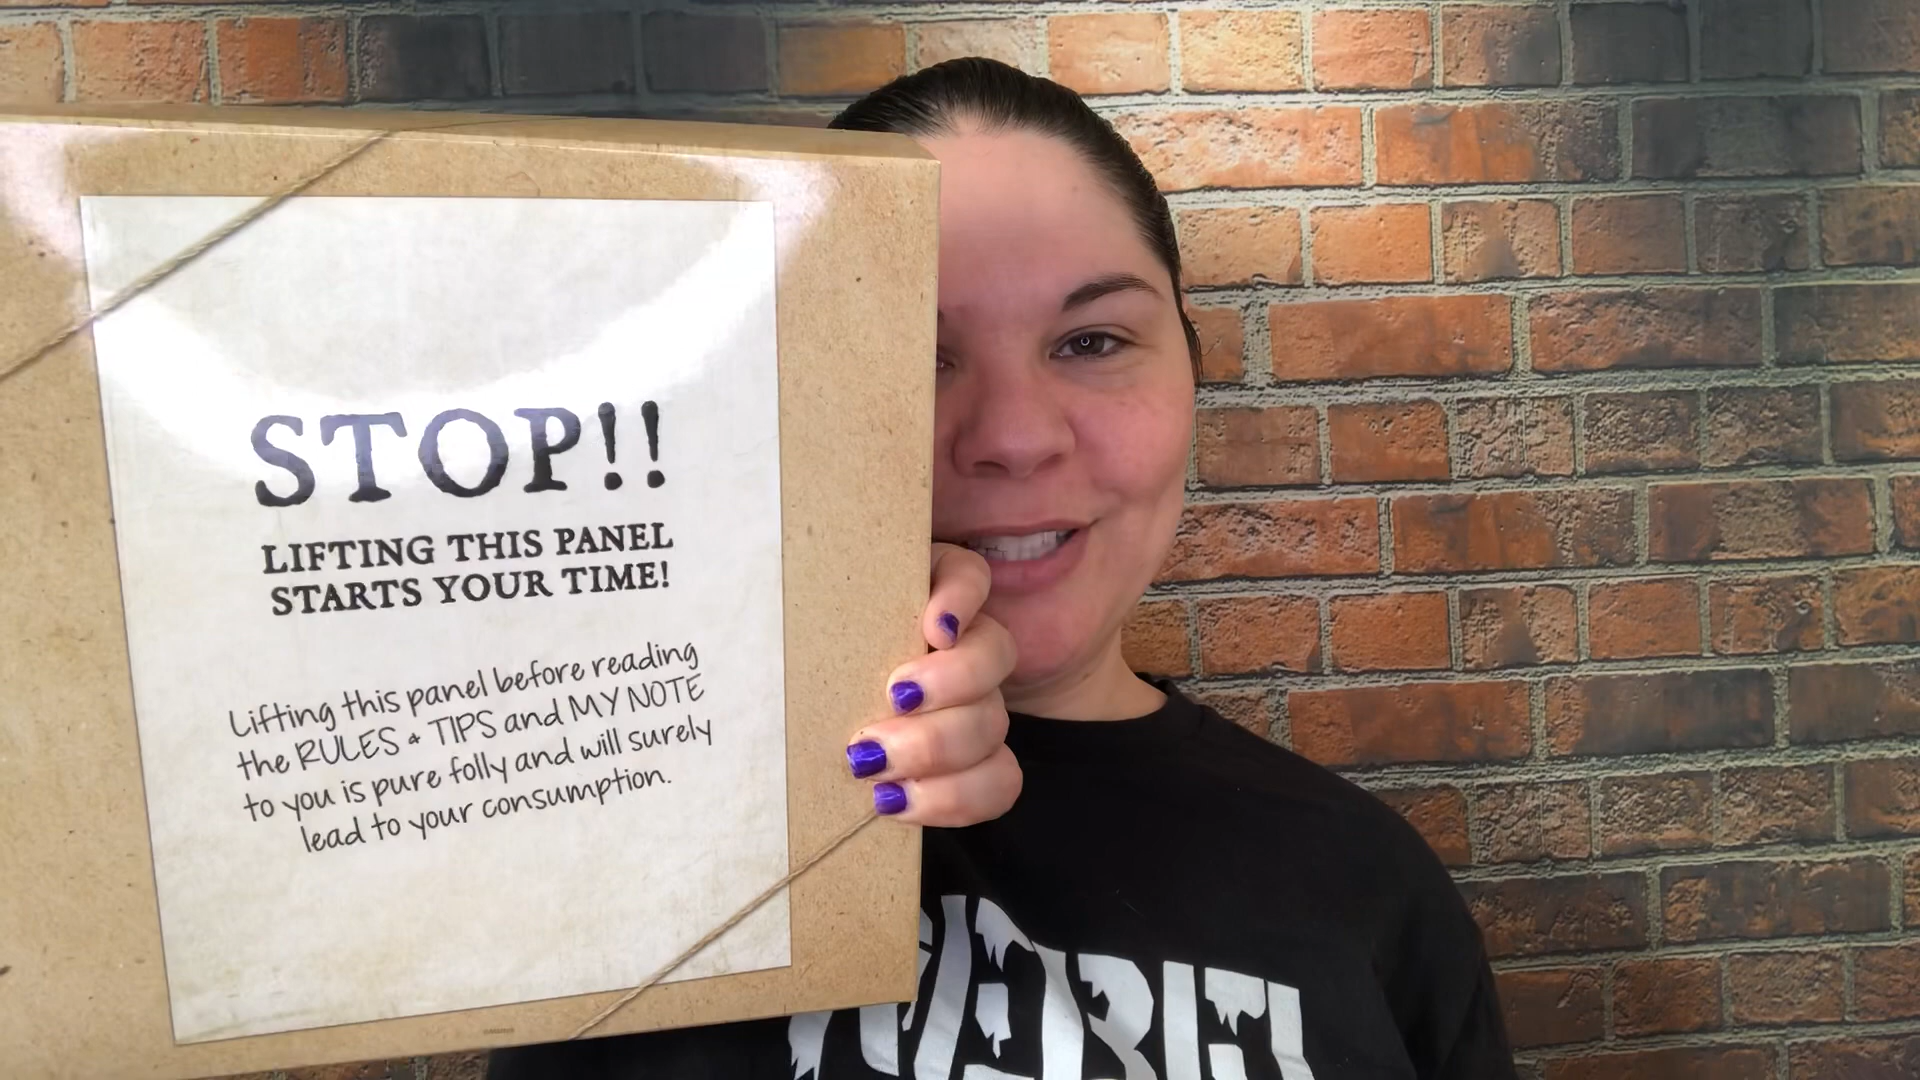 STOP!!
LIFTING THIS PANEL
STARTS YOUR TIME!
Lifting this panel before reading
the RULES & TIPS and MY NOTE
to you is pure folly and will surely
lead to your consumption.